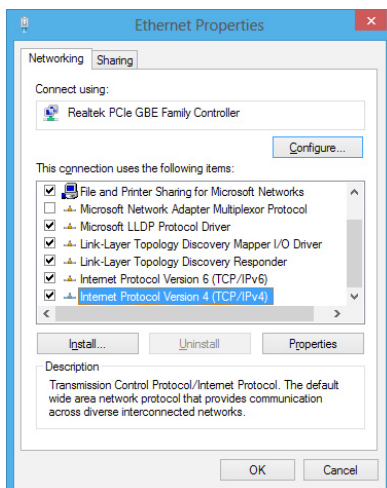 Ethernet Properties
Networking
Sharing
Connect using:
Realtek PCIe GBE Family Controller
Configure...
This connection uses the following items:
File and Printer Sharing for Microsoft Networks
Microsoft Network Adapter Multiplexor Protocol
Microsoft LLDP Protocol Driver
Link-Layer Topology Discovery Mapper I/O Driver
Link-Layer Topology Discovery Responder
Internet Protocol Version 6 (TCP/IPv6)
Internet Protocol Version 4 (TCP/IPv4)
Install...
Uninstall
Properties
Description
Transmission Control Protocol/Internet Protocol. The default
wide area network protocol that provides communication
across diverse interconnected networks.
OK
Cancel